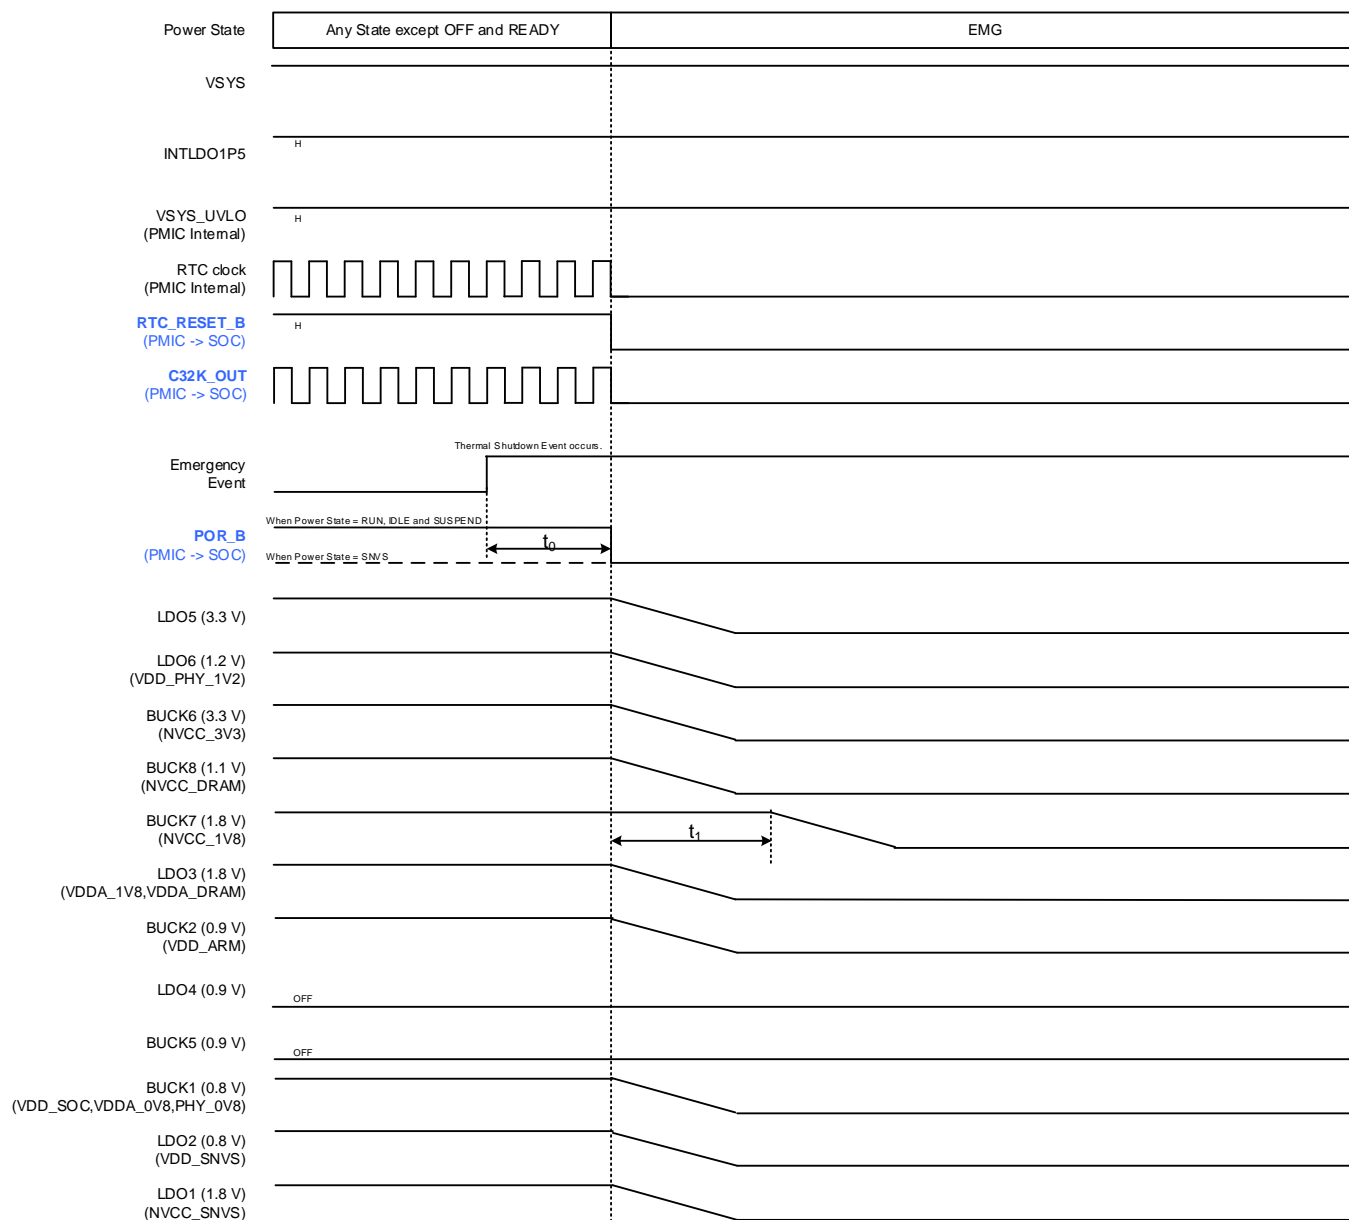 Power State
Any State except OFF and READY
EMG
VSYS
INTLDO1P5
H
VSYS_UVLO
(PMIC Internal)
H
RTC clock
(PMIC Internal)
RTC_RESET_B
(PMIC -> SOC)
H
C32K_OUT
(PMIC -> SOC)
Thermal Shutdown Event occurs.
Emergency
Event
When Power State = RUN, IDLE and SUSPEND
POR_B
(PMIC -> SOC)
t0
When Power State = SNVS
LDO5 (3.3 V)
LDO6 (1.2 V)
(VDD_PHY_1V2)
BUCK6 (3.3 V)
(NVCC_3V3)
BUCK8 (1.1 V)
(NVCC_DRAM)
BUCK7 (1.8 V)
(NVCC_1V8)
t1
LDO3 (1.8 V)
(VDDA_1V8,VDDA_DRAM)
BUCK2 (0.9 V)
(VDD_ARM)
LDO4 (0.9 V)
OFF
BUCK5 (0.9 V)
OFF
BUCK1 (0.8 V)
(VDD_SOC,VDDA_0V8,PHY_0V8)
LDO2 (0.8 V)
(VDD_SNVS)
LDO1 (1.8 V)
(NVCC_SNVS)